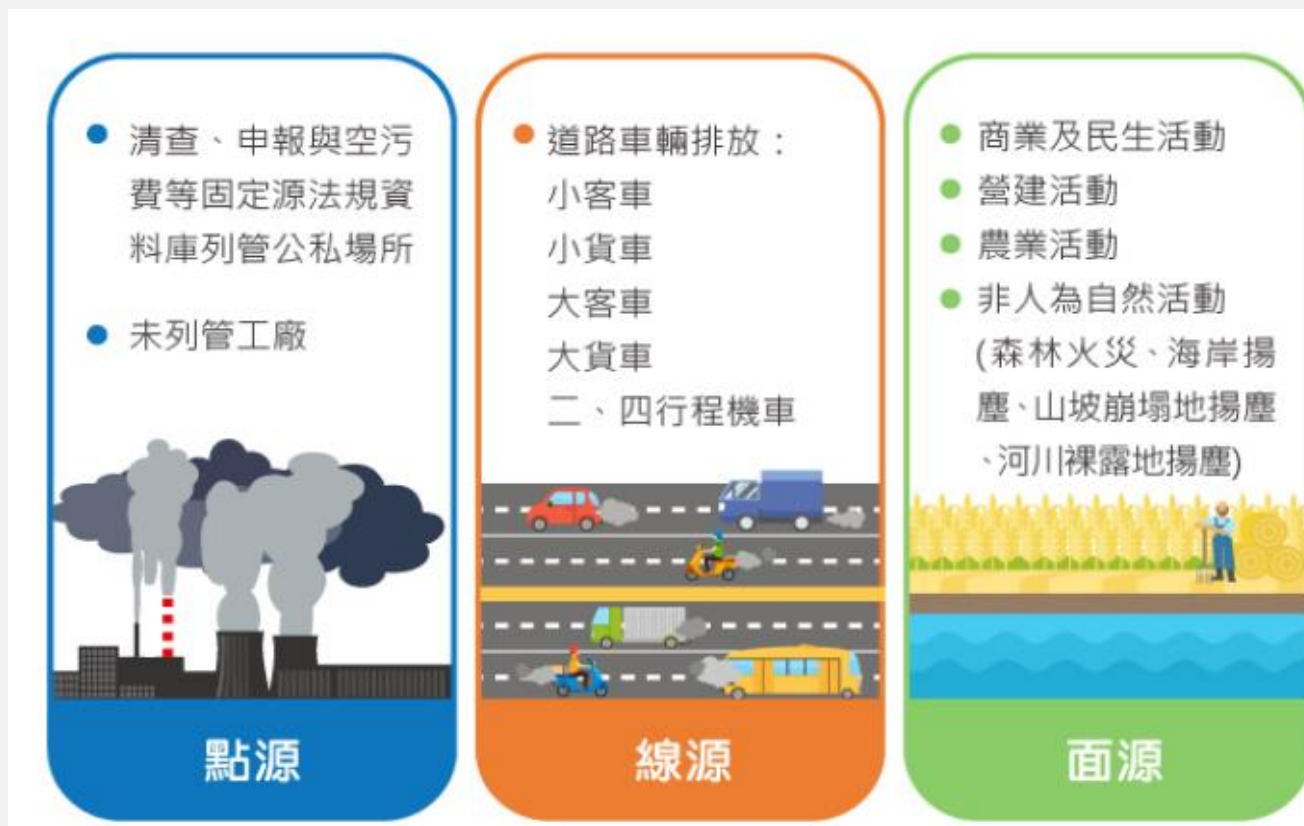 清查、申報與空污
費等固定源法規資
料庫列管公私場所
未列管工廠
點源
道路車輛排放：
小客車
小貨車
大客車
大貨車
二、四行程機車
線源
商業及民生活動
營建活動
農業活動
非人為自然活動
(森林火災、海岸揚
塵、山坡崩塌地揚塵
、河川裸露地揚塵)
面源